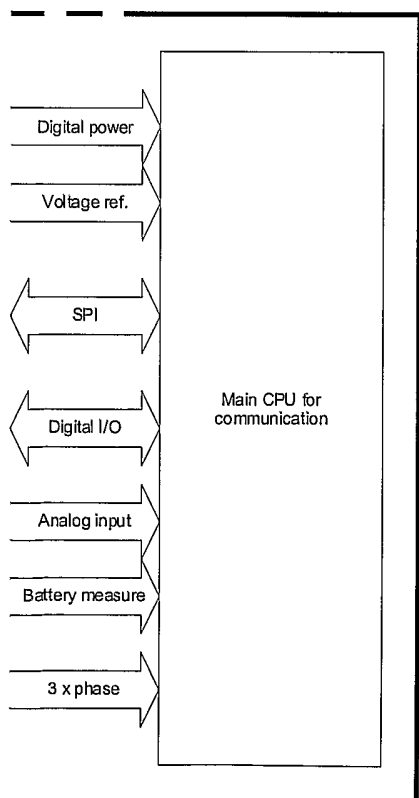 Digital power
Voltage ref.
SPI
Digital I/O
Main CPU for
communication
Analog input
Battery measure
3 x phase